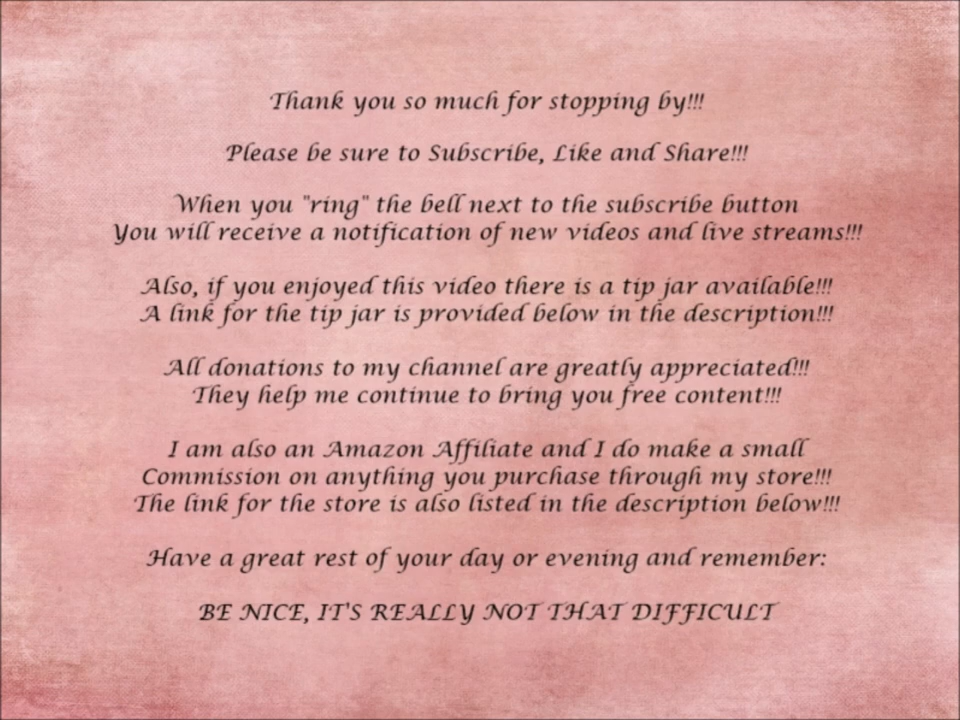 Thank you so much for stopping by!!!
Please be sure to Subscribe, Like and Share!!!
When you "ring" the bell next to the subscribe button
You will receive a notification of new videos and live streams!!!
Also, if you enjoyed this video there is a tip jar available!!!
A link for the tip jar is provided below in the description!!!
All donations to my channel are greatly appreciated!!!
They help me continue to bring you free content!!!
I am also an Amazon Affiliate and I do make a small
Commission on anything you purchase through my store!!!
The link for the store is also listed in the description below!!!
Have a great rest of your day or evening and remember:
BE NICE, IT'S REALLY NOT THAT DIFFICULT